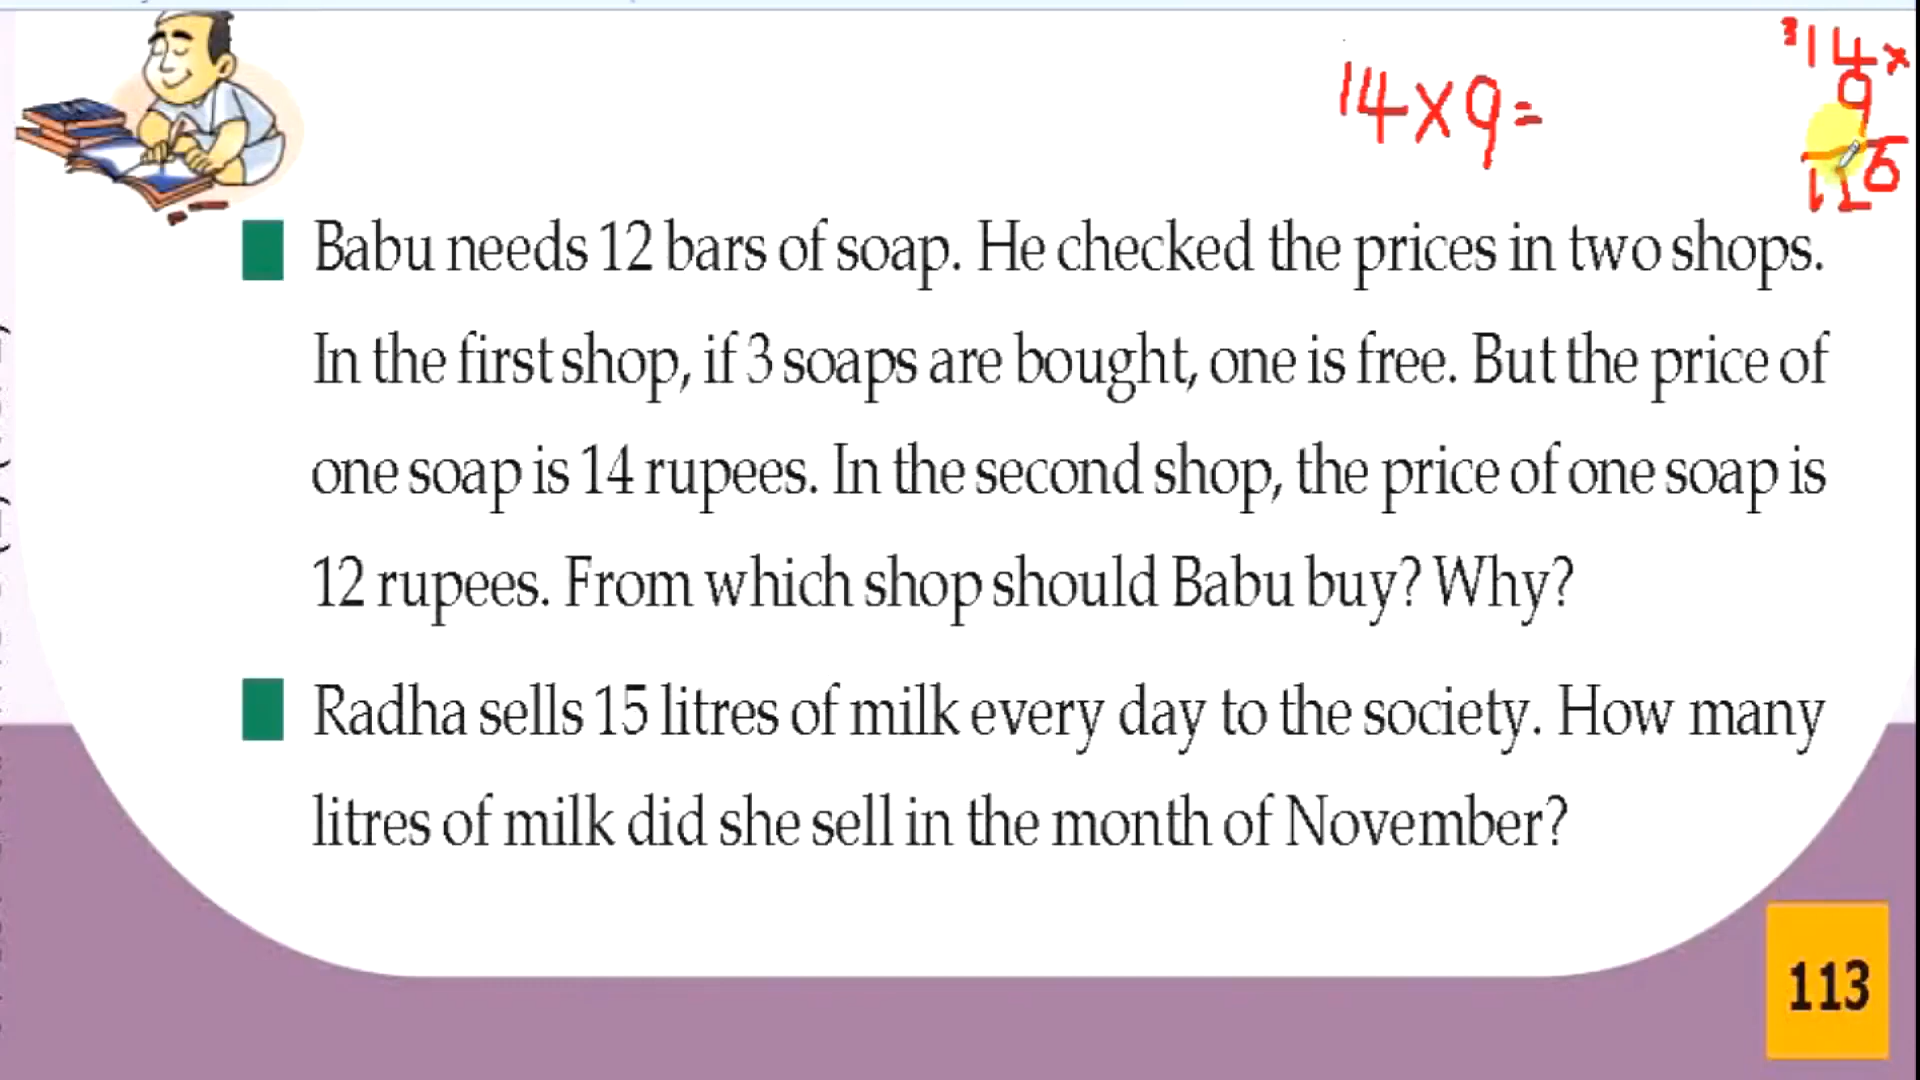 14×9=
3
14×
9
126
Babu needs 12 bars of soap. He checked the prices in two shops.
In the first shop, if 3 soaps are bought, one is free. But the price of
one soap is 14 rupees. In the second shop, the price of one soap is
12 rupees. From which shop should Babu buy? Why?
Radha sells 15 litres of milk every day to the society. How many
litres of milk did she sell in the month of November?
113